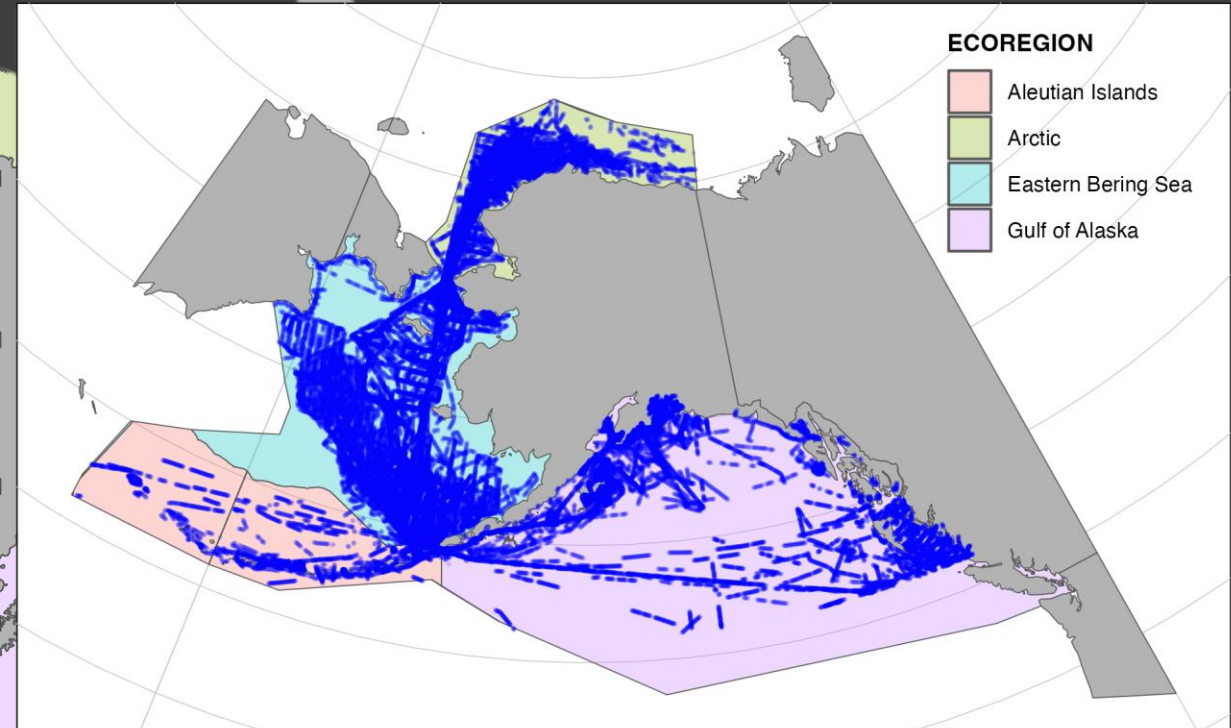 ECOREGION
Aleutian Islands
Arctic
Eastern Bering Sea
Gulf of Alaska